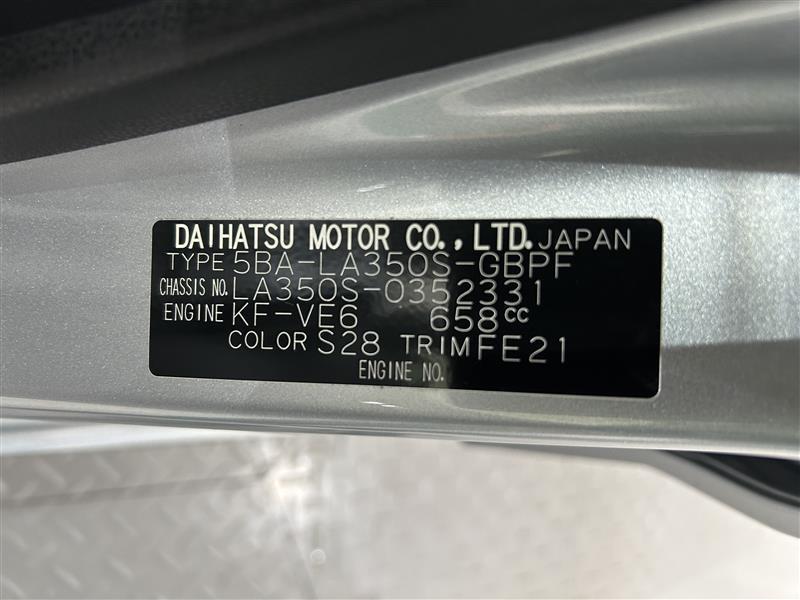 DAIHATSU MOTOR CO., LTD. JAPAN
TYPE 5BA-LA350S-GBPF
CHASSIS NO. LA350S-0352331
ENGINE KF-VE6 658cc
COLOR S28 TRIM FE21
ENGINE NO.